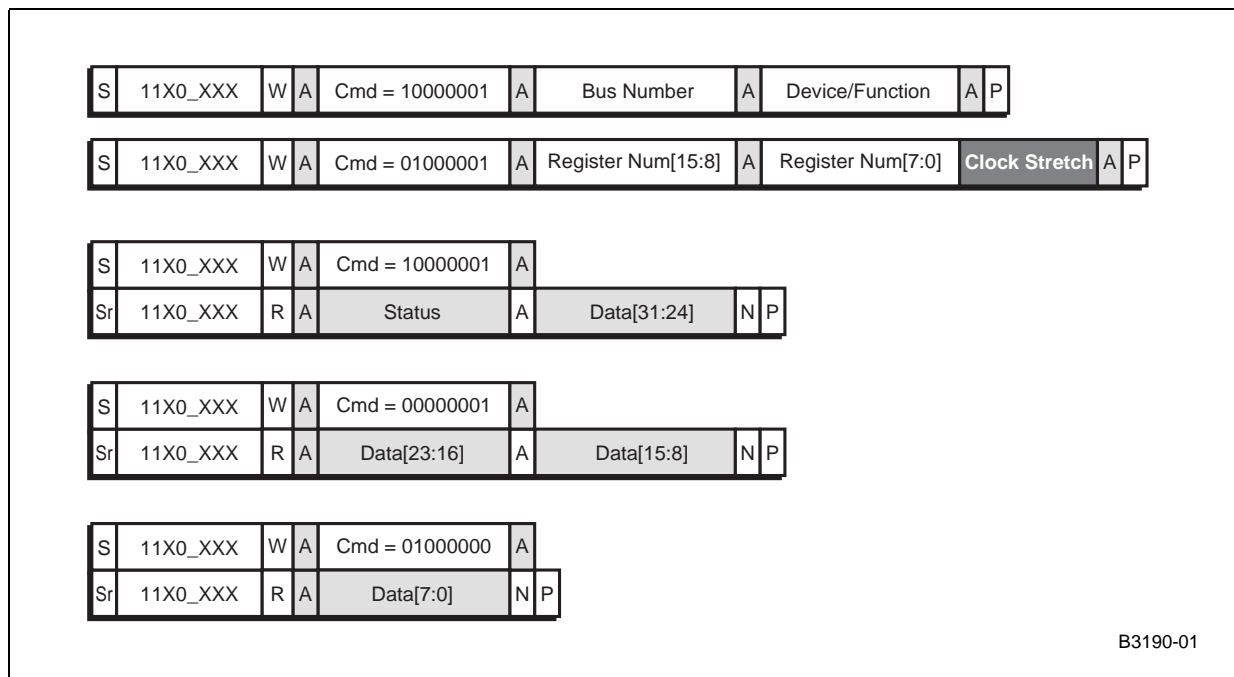 S 11X0_XXX W A Cmd = 10000001 A Bus Number A Device/Function A P
S 11X0_XXX W A Cmd = 01000001 A Register Num[15:8] A Register Num[7:0] Clock Stretch A P
S 11X0_XXX W A Cmd = 10000001 A
Sr 11X0_XXX R A Status A Data[31:24] N P
S 11X0_XXX W A Cmd = 00000001 A
Sr 11X0_XXX R A Data[23:16] A Data[15:8] N P
S 11X0_XXX W A Cmd = 01000000 A
Sr 11X0_XXX R A Data[7:0] N P
B3190-01